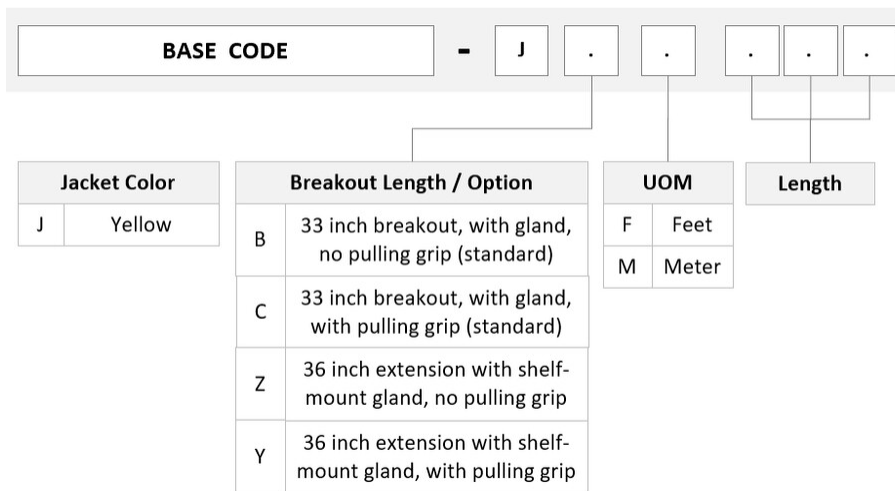 BASE CODE - J . . . . .
Jacket Color
J Yellow
Breakout Length / Option
B 33 inch breakout, with gland,
no pulling grip (standard)
C 33 inch breakout, with gland,
with pulling grip (standard)
Z 36 inch extension with shelf-
mount gland, no pulling grip
Y 36 inch extension with shelf-
mount gland, with pulling grip
UOM
F Feet
M Meter
Length